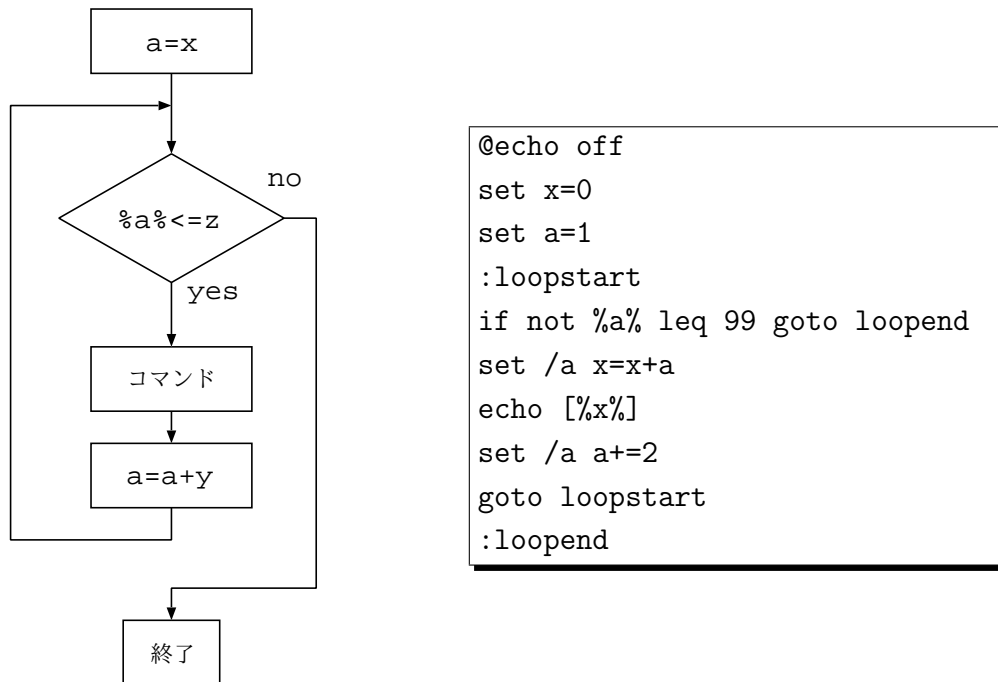 a=x
no
%a%<=z
yes
コマンド
a=a+y
終了
@echo off
set x=0
set a=1
:loopstart
if not %a% leq 99 goto loopend
set /a x=x+a
echo [%x%]
set /a a+=2
goto loopstart
:loopend